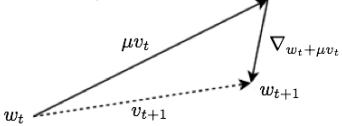 μv_t
∇_{w_t+μv_t}
w_{t+1}
w_t
v_{t+1}